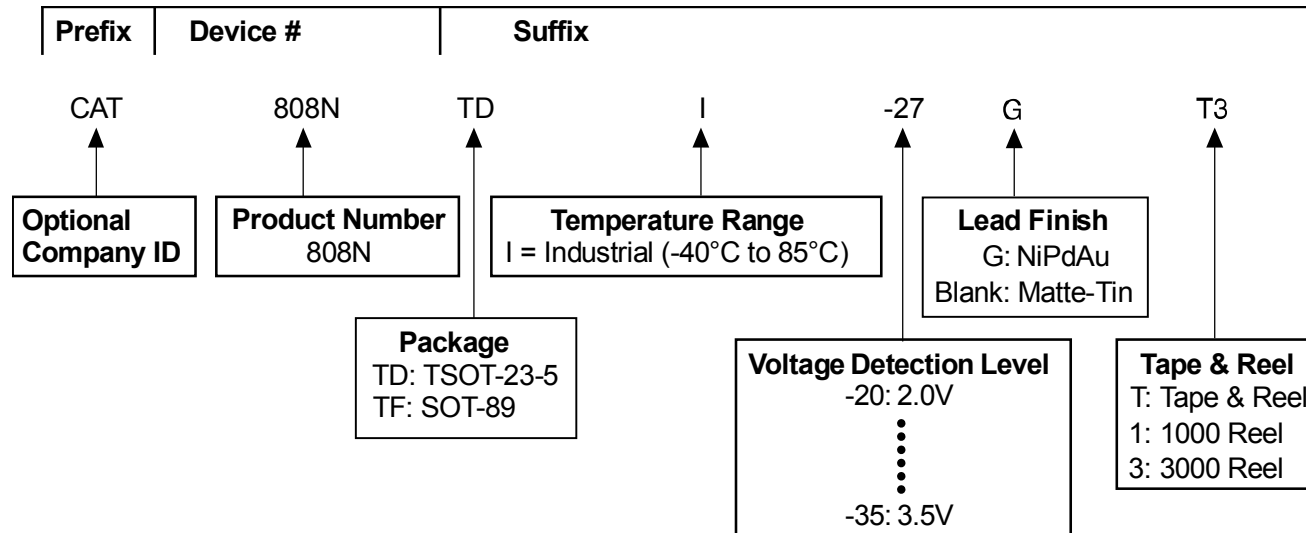 Prefix Device # Suffix
CAT 808N TD I -27 G T3
Optional
Company ID
Product Number
808N
Temperature Range
I = Industrial (-40°C to 85°C)
Lead Finish
G: NiPdAu
Blank: Matte-Tin
Package
TD: TSOT-23-5
TF: SOT-89
Voltage Detection Level
-20: 2.0V
-35: 3.5V
Tape & Reel
T: Tape & Reel
1: 1000 Reel
3: 3000 Reel